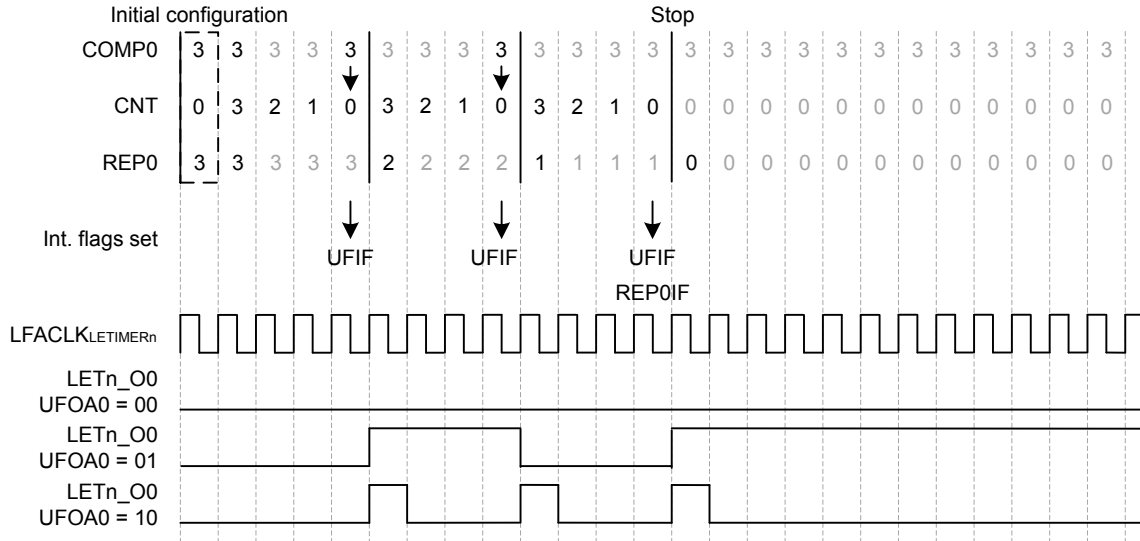 Initial configuration Stop
COMP0 3 3 3 3 3 3 3 3 3 3 3 3 3 3 3 3 3 3 3 3 3 3 3 3 3
CNT 0 3 2 1 0 3 2 1 0 3 2 1 0 0 0 0 0 0 0 0 0 0 0 0 0
REP0 3 3 3 3 3 2 2 2 2 1 1 1 1 0 0 0 0 0 0 0 0 0 0 0 0
Int. flags set
UFIF UFIF UFIF
REP0IF
LFACLKLETIMERn
LETn_O0
UFOA0 = 00
LETn_O0
UFOA0 = 01
LETn_O0
UFOA0 = 10